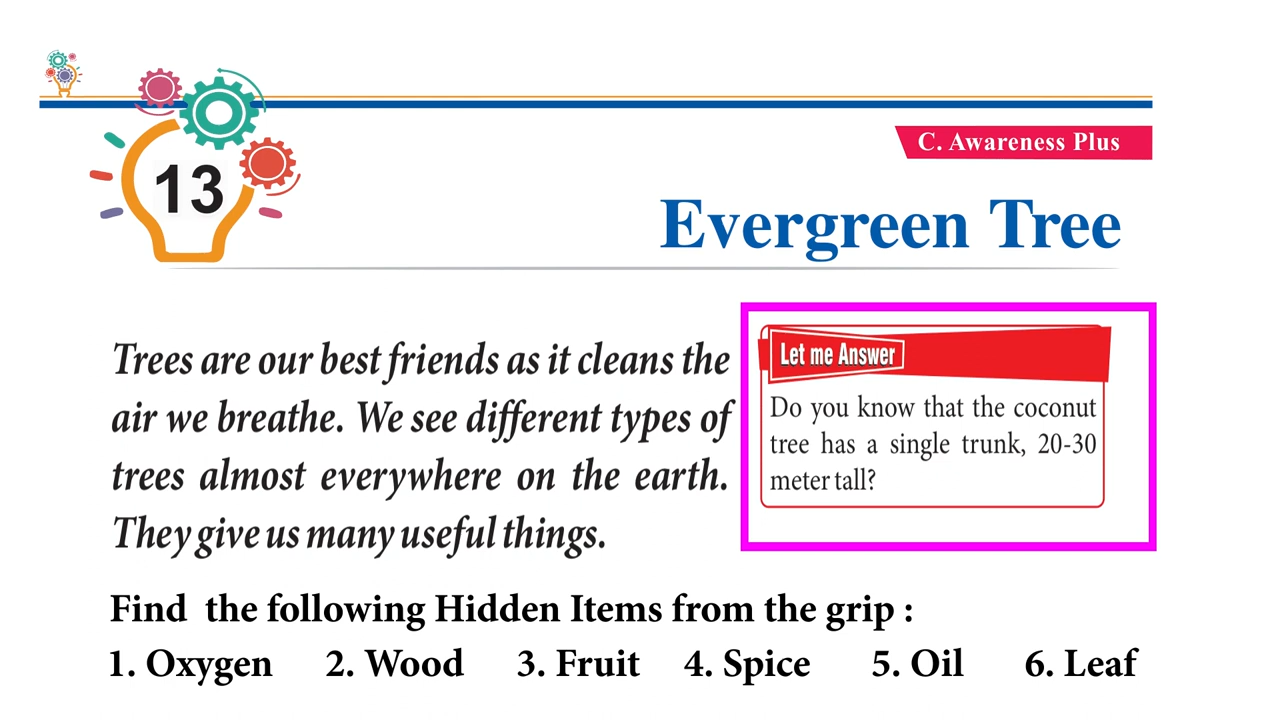 13
C. Awareness Plus
Evergreen Tree
Trees are our best friends as it cleans the
air we breathe. We see different types of
trees almost everywhere on the earth.
They give us many useful things.
Let me Answer
Do you know that the coconut
tree has a single trunk, 20-30
meter tall?
Find the following Hidden Items from the grip :
1. Oxygen 2. Wood 3. Fruit 4. Spice 5. Oil 6. Leaf